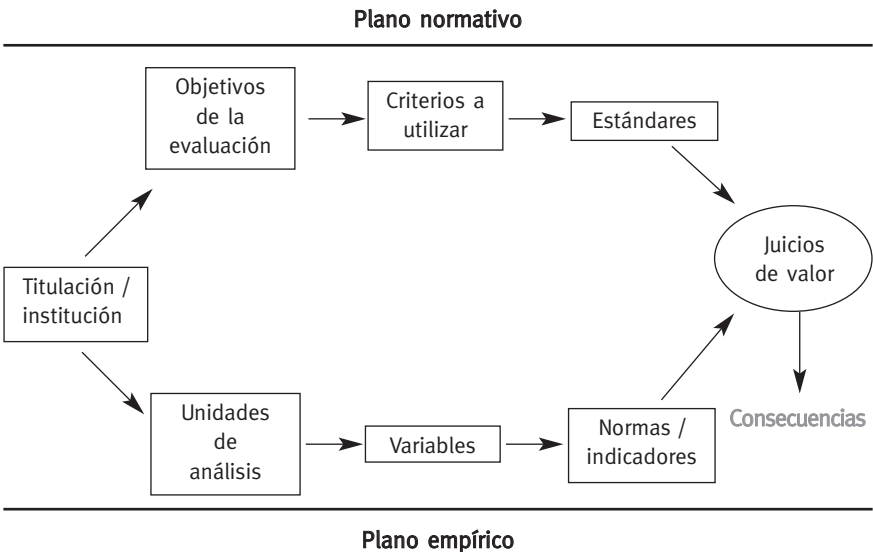 Plano normativo
Objetivos
de la
evaluación
Criterios a
utilizar
Estándares
Juicios
de valor
Titulación /
institución
Unidades
de
análisis
Variables
Normas /
indicadores
Consecuencias
Plano empírico